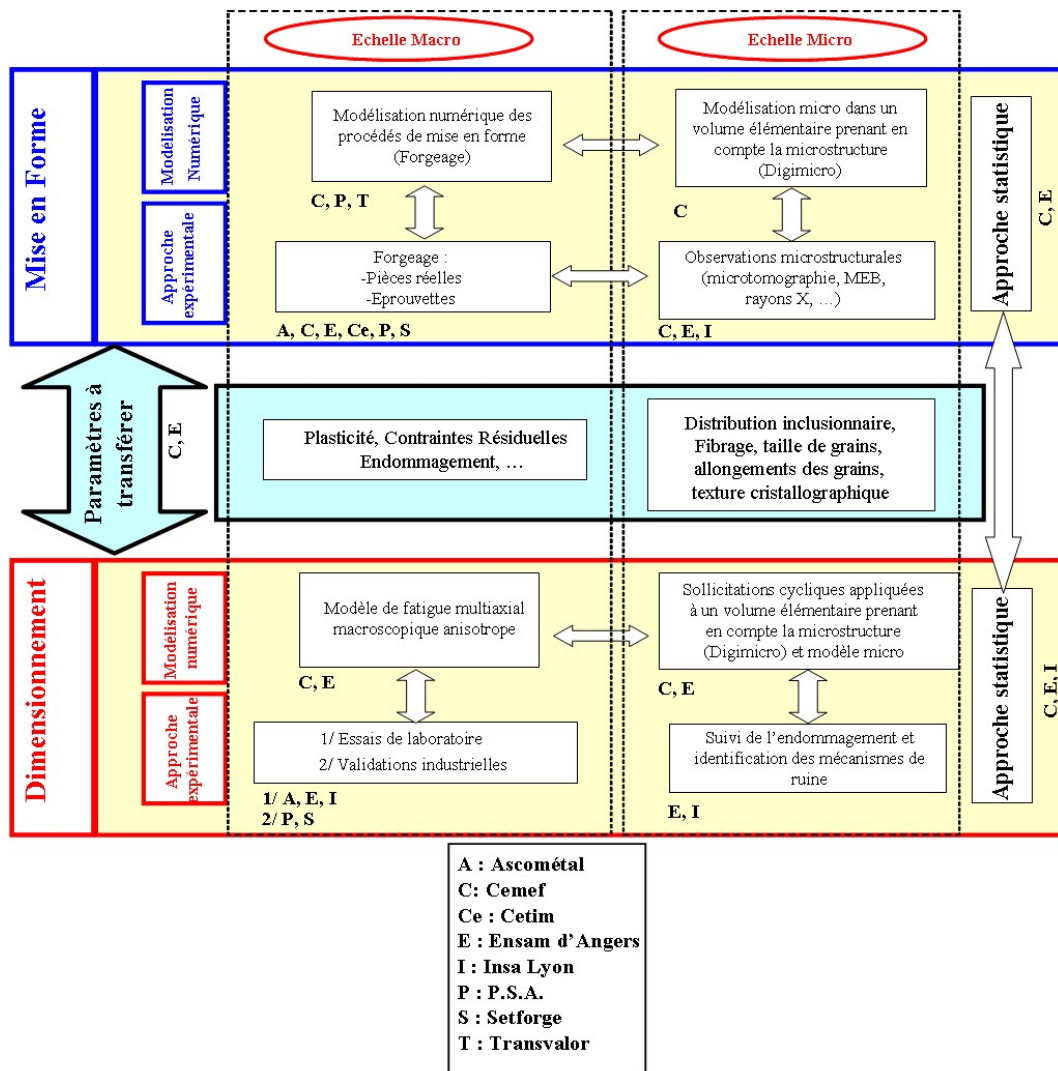 Echelle Macro
Echelle Micro
Mise en Forme
Modélisation
Numérique
Modélisation numérique des
procédés de mise en forme
(Forgeage)
C, P, T
Modélisation micro dans un
volume élémentaire prenant en
compte la microstructure
(Digimicro)
C
Approche
expérimentale
Forgeage :
-Pièces réelles
-Eprouvettes
A, C, E, Ce, P, S
Observations microstructurales
(microtomographie, MEB,
rayons X, …)
C, E, I
Approche statistique
C, E
Paramètres à
transférer
C, E
Plasticité, Contraintes Résiduelles
Endommagement, …
Distribution inclusionnaire,
Fibrage, taille de grains,
allongements des grains,
texture cristallographique
Dimensionnement
Modélisation
numérique
Modèle de fatigue multiaxial
macroscopique anisotrope
C, E
Sollicitations cycliques appliquées
à un volume élémentaire prenant
en compte la microstructure
(Digimicro) et modèle micro
C, E
Approche
expérimentale
1/ Essais de laboratoire
2/ Validations industrielles
1/ A, E, I
2/ P, S
Suivi de l’endommagement et
identification des mécanismes de
ruine
E, I
Approche statistique
C, E, I
A : Ascométal
C: Cemef
Ce : Cetim
E : Ensam d’Angers
I : Insa Lyon
P : P.S.A.
S : Setforge
T : Transvalor